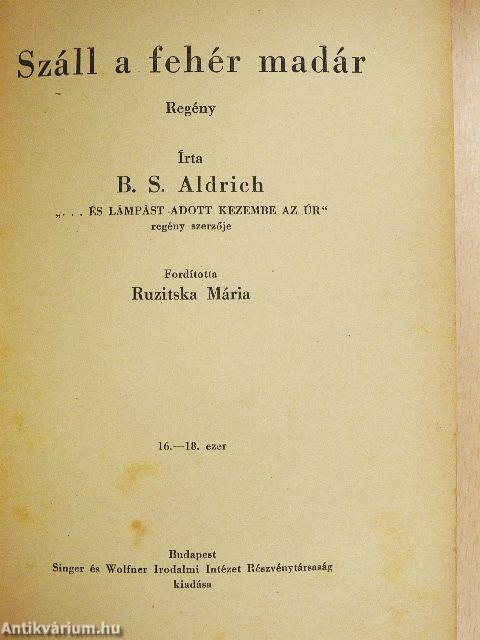 Száll a fehér madár
Regény
Írta
B. S. Aldrich
„. . . ÉS LÁMPÁST ADOTT KEZEMBE AZ ÚR“
regény szerzője
Fordította
Ruzitska Mária
16.—18. ezer
Budapest
Singer és Wolfner Irodalmi Intézet Részvénytársaság
kiadása
Antikvárium.hu